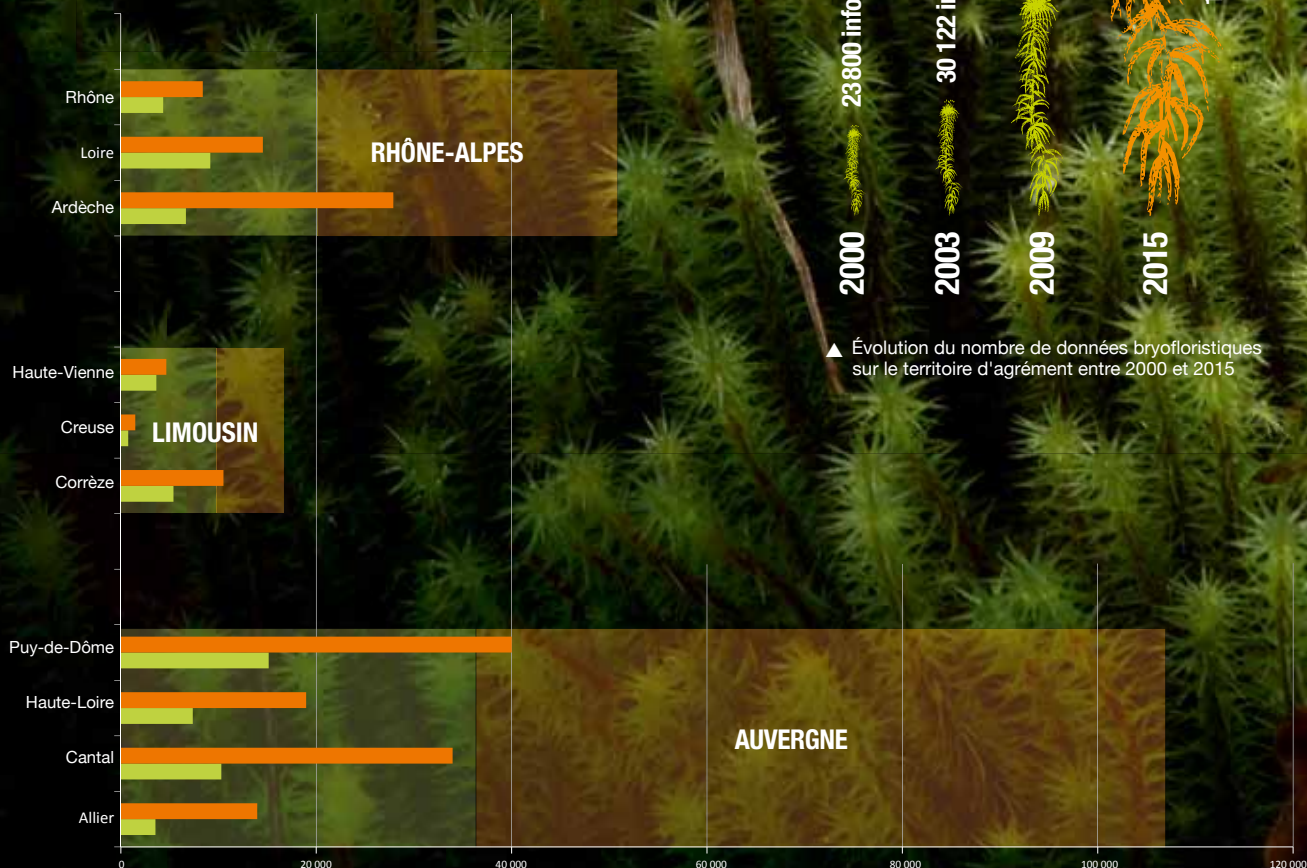 Rhône
Loire
Ardèche
RHÔNE-ALPES
Haute-Vienne
Creuse
Corrèze
LIMOUSIN
Puy-de-Dôme
Haute-Loire
Cantal
Allier
AUVERGNE
0
20 000
40 000
60 000
80 000
100 000
120 000
23800
30 122
2000
2003
2009
2015
▲ Évolution du nombre de données bryofloristiques
sur le territoire d'agrément entre 2000 et 2015